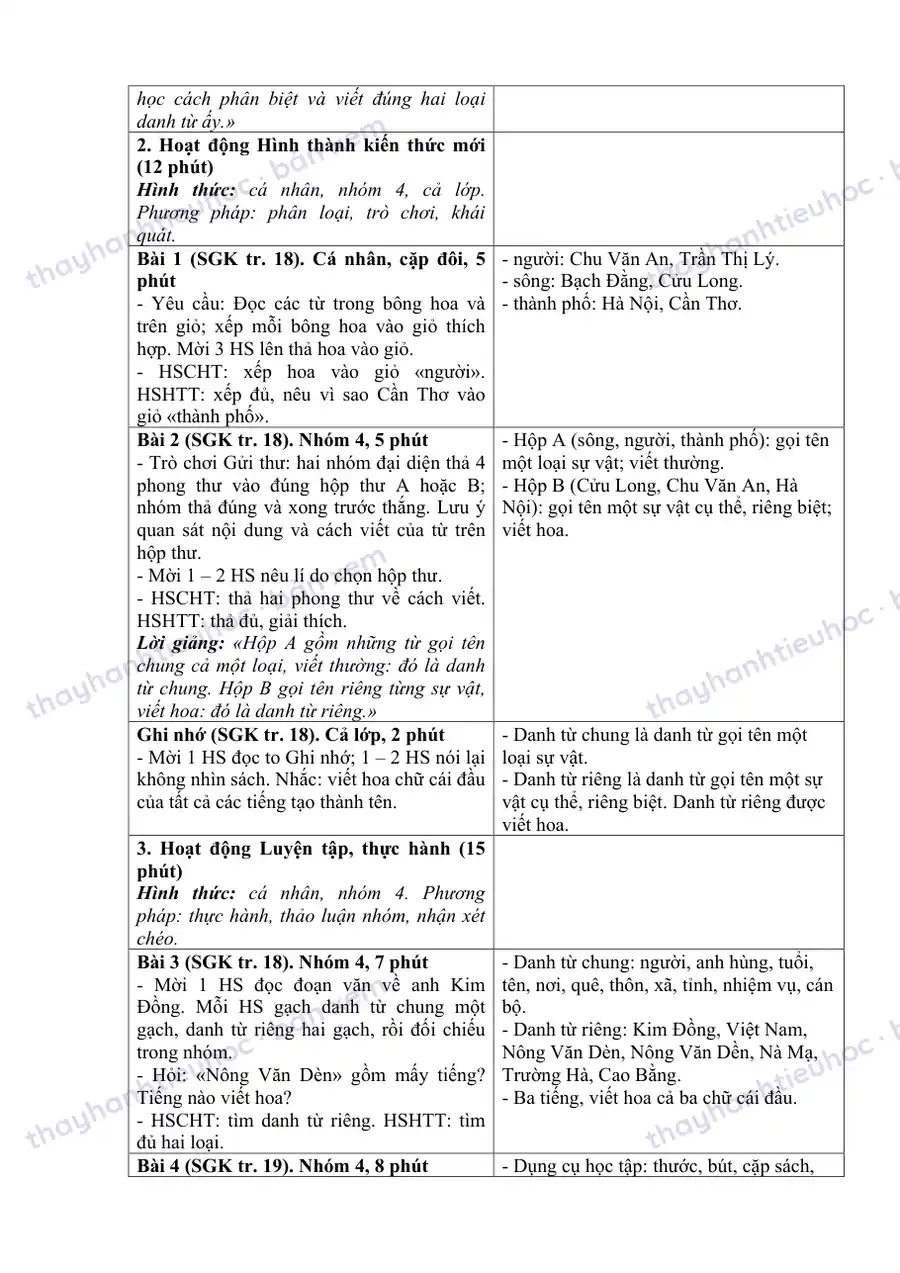 học cách phân biệt và viết đúng hai loại
danh từ ấy.»
2. Hoạt động Hình thành kiến thức mới
(12 phút)
Hình thức: cá nhân, nhóm 4, cả lớp.
Phương pháp: phân loại, trò chơi, khái
quát.
Bài 1 (SGK tr. 18). Cá nhân, cặp đôi, 5
phút
- Yêu cầu: Đọc các từ trong bông hoa và
trên giỏ; xếp mỗi bông hoa vào giỏ thích
hợp. Mời 3 HS lên thả hoa vào giỏ.
- HSCHT: xếp hoa vào giỏ «người».
HSHTT: xếp đủ, nêu vì sao Cần Thơ vào
giỏ «thành phố».
- người: Chu Văn An, Trần Thị Lý.
- sông: Bạch Đằng, Cửu Long.
- thành phố: Hà Nội, Cần Thơ.
Bài 2 (SGK tr. 18). Nhóm 4, 5 phút
- Trò chơi Gửi thư: hai nhóm đại diện thả 4
phong thư vào đúng hộp thư A hoặc B;
nhóm thả đúng và xong trước thắng. Lưu ý
quan sát nội dung và cách viết của từ trên
hộp thư.
- Mời 1 – 2 HS nêu lí do chọn hộp thư.
- HSCHT: thả hai phong thư về cách viết.
HSHTT: thả đủ, giải thích.
Lời giảng: «Hộp A gồm những từ gọi tên
chung cả một loại, viết thường: đó là danh
từ chung. Hộp B gọi tên riêng từng sự vật,
viết hoa: đó là danh từ riêng.»
- Hộp A (sông, người, thành phố): gọi tên
một loại sự vật; viết thường.
- Hộp B (Cửu Long, Chu Văn An, Hà
Nội): gọi tên một sự vật cụ thể, riêng biệt;
viết hoa.
Ghi nhớ (SGK tr. 18). Cả lớp, 2 phút
- Mời 1 HS đọc to Ghi nhớ; 1 – 2 HS nói lại
không nhìn sách. Nhắc: viết hoa chữ cái đầu
của tất cả các tiếng tạo thành tên.
- Danh từ chung là danh từ gọi tên một
loại sự vật.
- Danh từ riêng là danh từ gọi tên một sự
vật cụ thể, riêng biệt. Danh từ riêng được
viết hoa.
3. Hoạt động Luyện tập, thực hành (15
phút)
Hình thức: cá nhân, nhóm 4. Phương
pháp: thực hành, thảo luận nhóm, nhận xét
chéo.
Bài 3 (SGK tr. 18). Nhóm 4, 7 phút
- Mời 1 HS đọc đoạn văn về anh Kim
Đồng. Mỗi HS gạch danh từ chung một
gạch, danh từ riêng hai gạch, rồi đối chiếu
trong nhóm.
- Hỏi: «Nông Văn Dèn» gồm mấy tiếng?
Tiếng nào viết hoa?
- HSCHT: tìm danh từ riêng. HSHTT: tìm
đủ hai loại.
- Danh từ chung: người, anh hùng, tuổi,
tên, nơi, quê, thôn, xã, tỉnh, nhiệm vụ, cán
bộ.
- Danh từ riêng: Kim Đồng, Việt Nam,
Nông Văn Dèn, Nông Văn Dền, Nà Mạ,
Trường Hà, Cao Bằng.
- Ba tiếng, viết hoa cả ba chữ cái đầu.
Bài 4 (SGK tr. 19). Nhóm 4, 8 phút
- Dụng cụ học tập: thước, bút, cặp sách,
thayhanhtieuhoc · bản xem
thayhanhtieuhoc · b
thayhanhtieuhoc · bản xem
thayhanhtieuhoc · b
thayhanhtieuhoc · bản xem
thayhanhtieuhoc · b